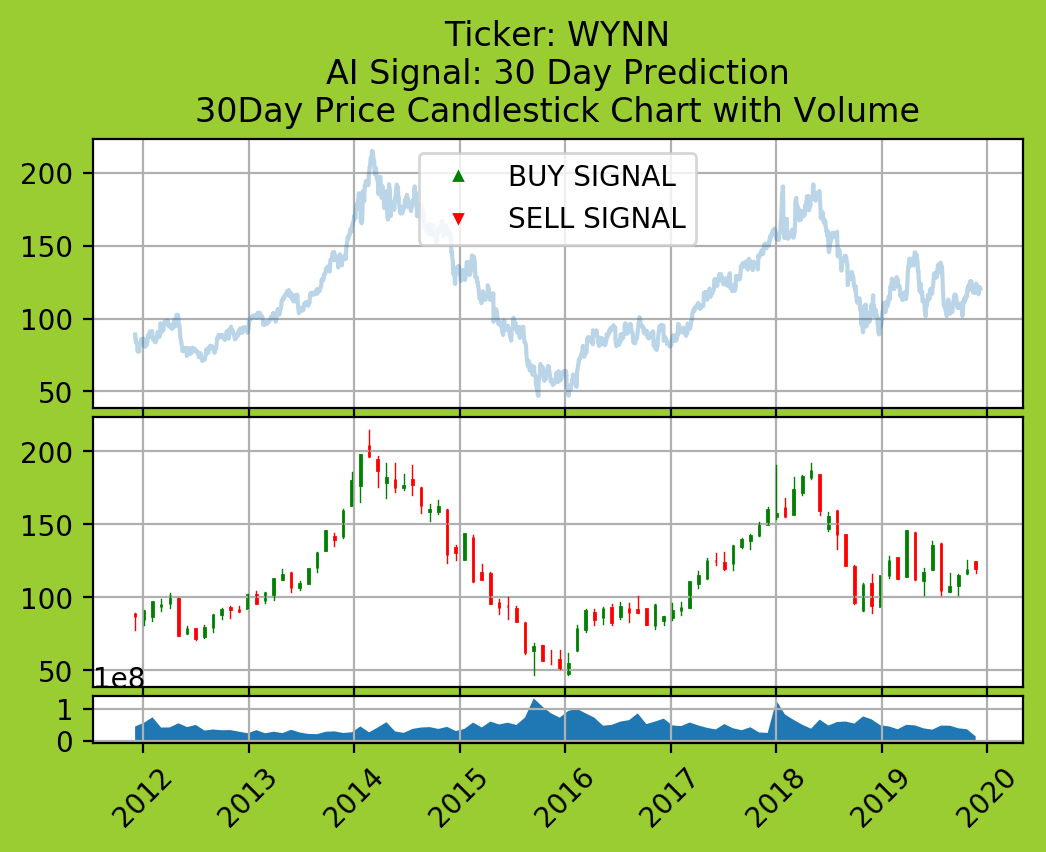 Ticker: WYNN
AI Signal: 30 Day Prediction
30Day Price Candlestick Chart with Volume
BUY SIGNAL
SELL SIGNAL
200
150
100
50
200
150
100
50
1e8
1
0
2012 2013 2014 2015 2016 2017 2018 2019 2020